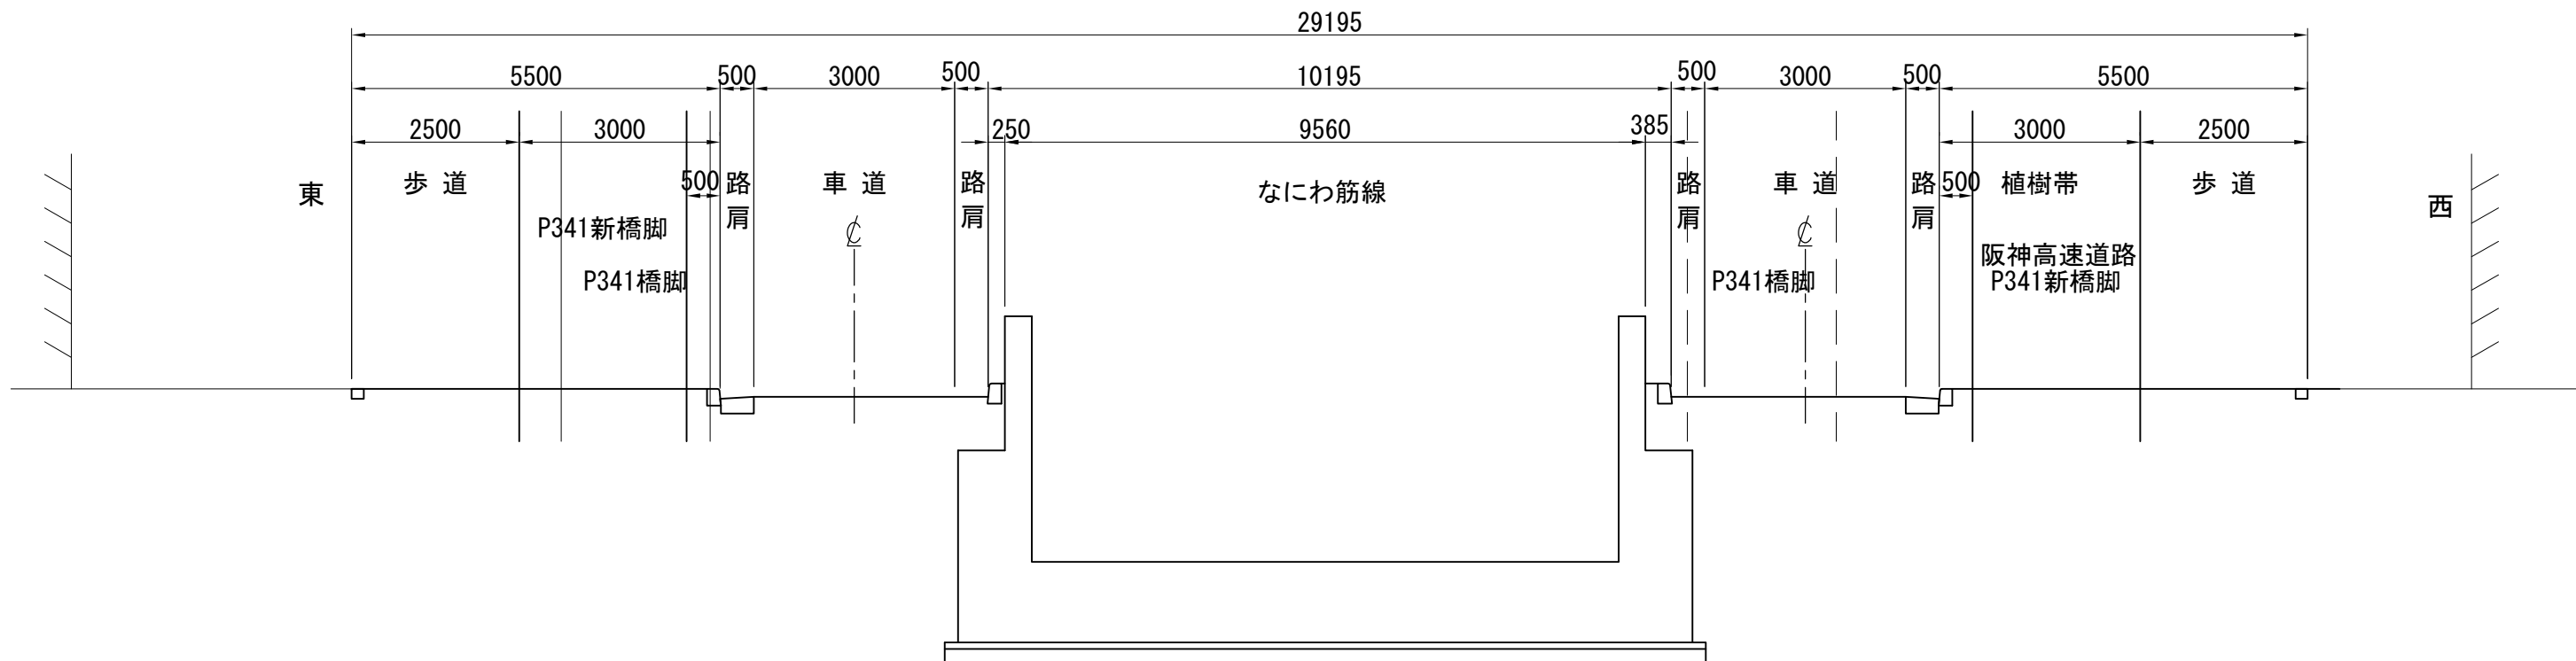 29195
5500 500 3000 500 10195 500 3000 500 5500
2500 3000 250 9560 385 3000 2500
東 歩 道 500 路肩 車 道 路肩 なにわ筋線 路肩 車 道 路肩 500 植樹帯 歩 道 西
P341新橋脚 ℄ ℄ 阪神高速道路
P341橋脚 P341橋脚 P341新橋脚